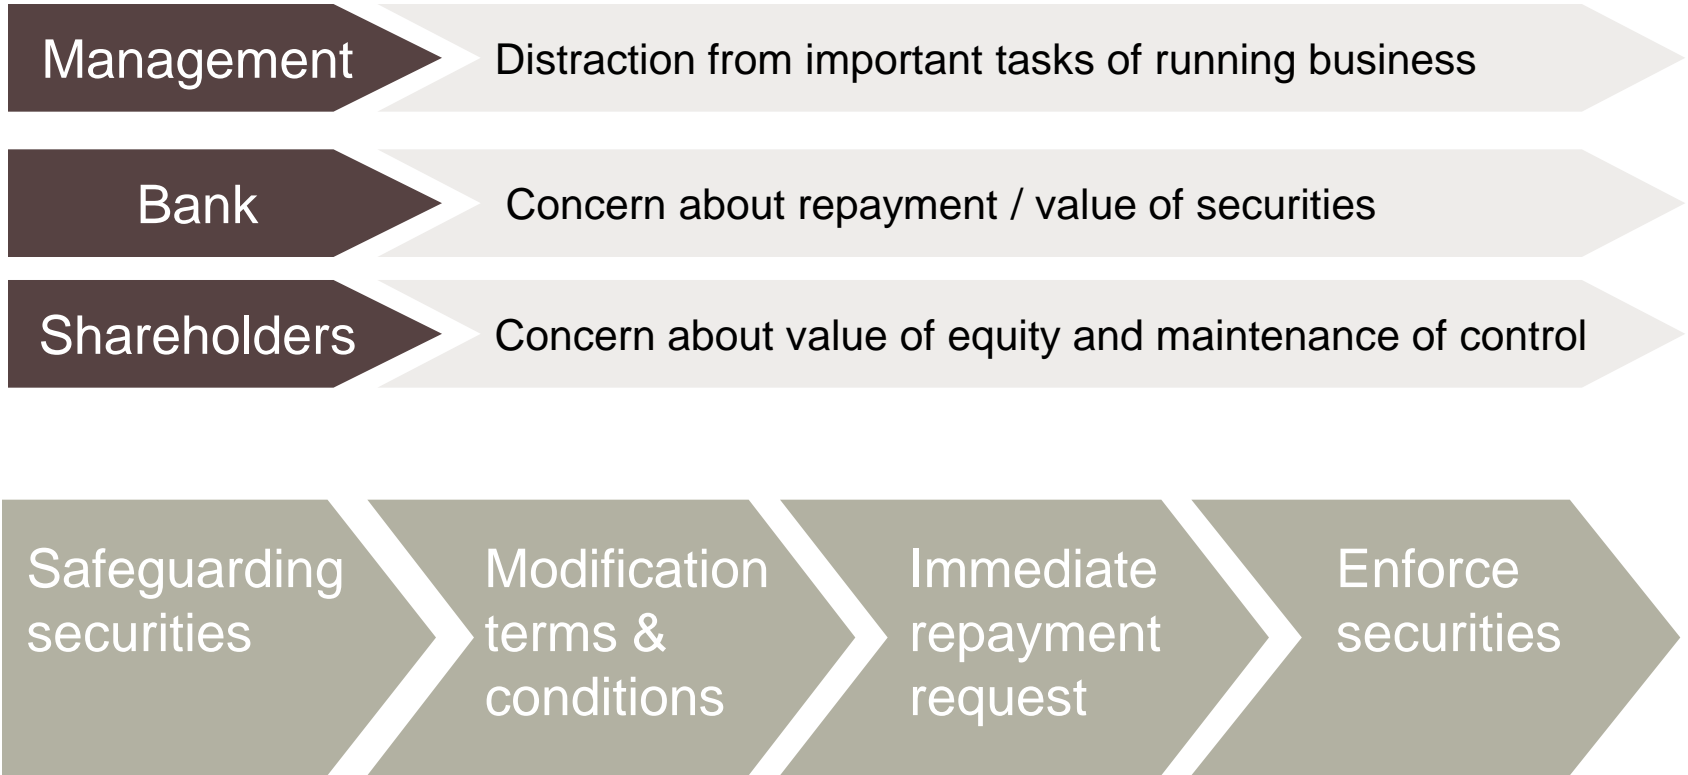 Management
Distraction from important tasks of running business
Bank
Concern about repayment / value of securities
Shareholders
Concern about value of equity and maintenance of control
Safeguarding
securities
Modification
terms &
conditions
Immediate
repayment
request
Enforce
securities